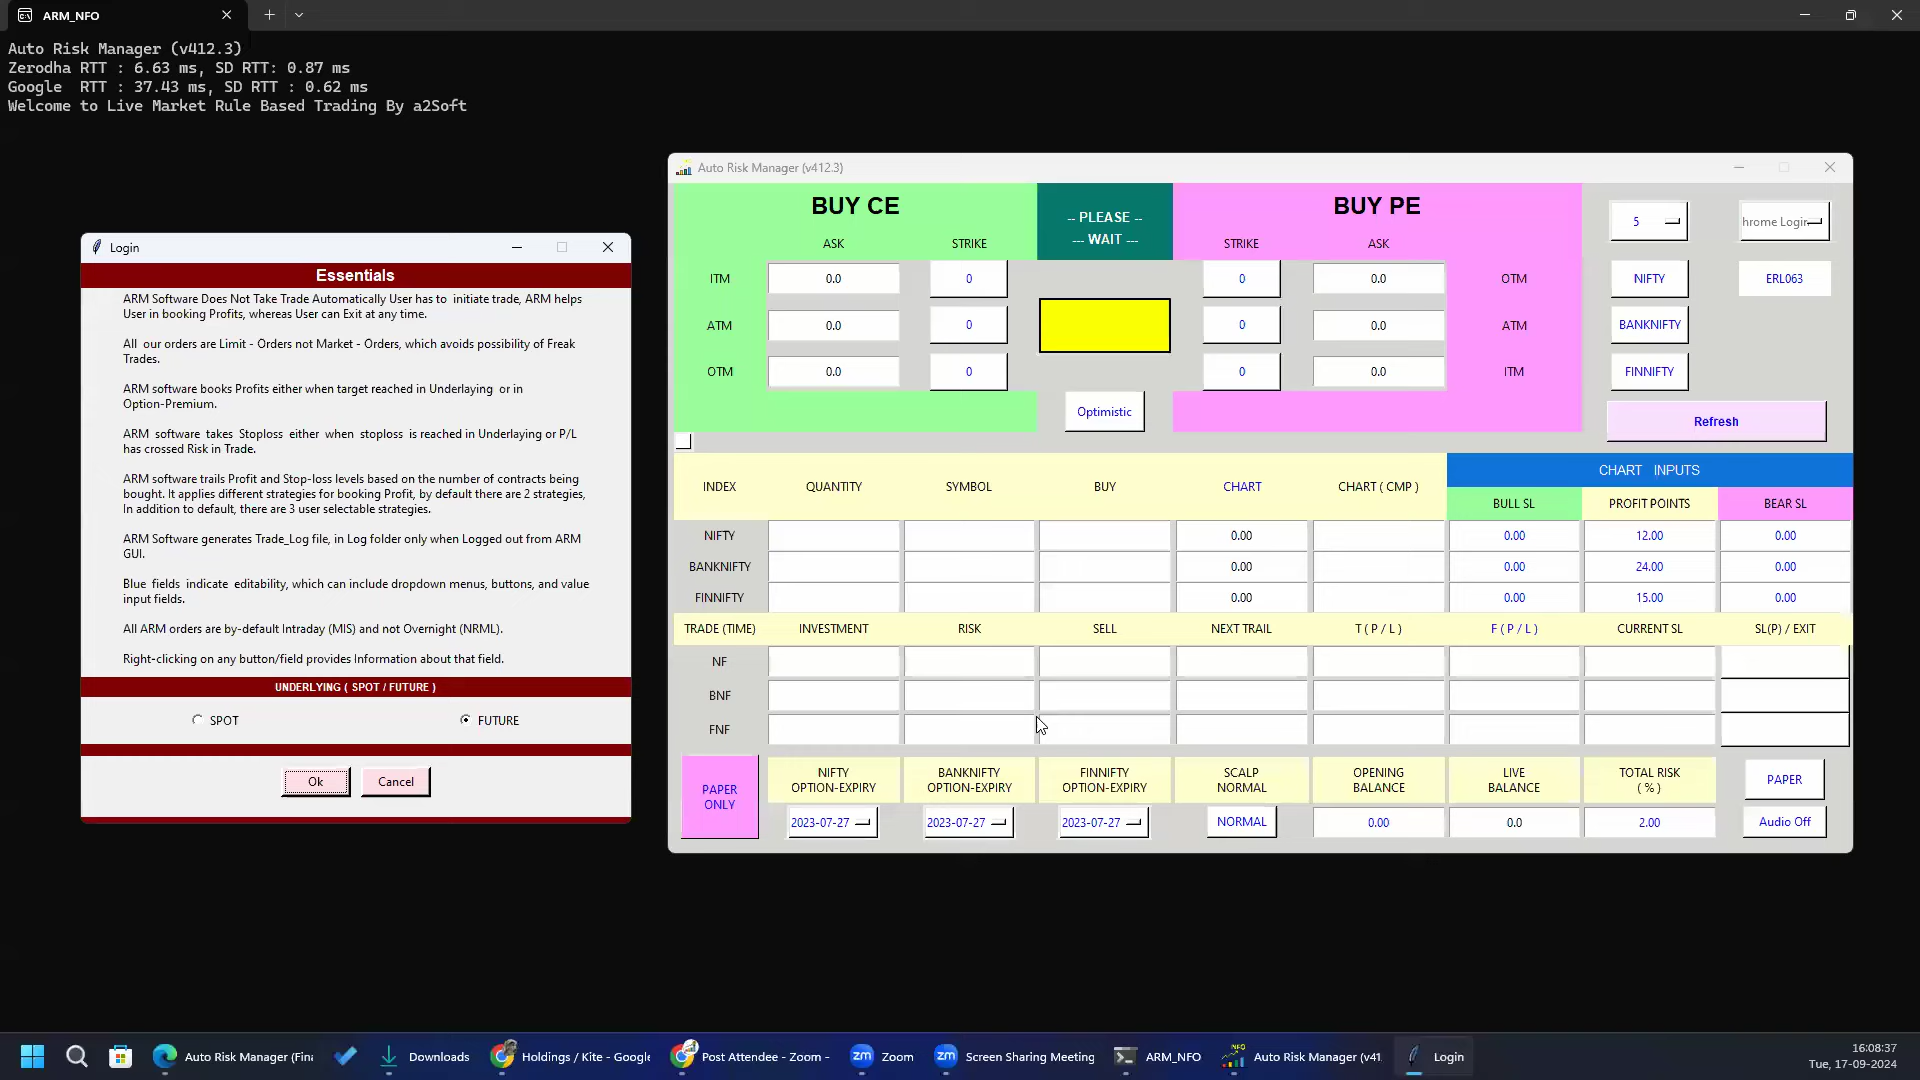 ARM_NFO
Auto Risk Manager (v412.3)
Zerodha RTT : 6.63 ms, SD RTT: 0.87 ms
Google RTT : 37.43 ms, SD RTT : 0.62 ms
Welcome to Live Market Rule Based Trading By a2Soft
Login
Essentials
ARM Software Does Not Take Trade Automatically User has to initiate trade, ARM helps
User in booking Profits, whereas User can Exit at any time.
All our orders are Limit - Orders not Market - Orders, which avoids possibility of Freak
Trades.
ARM software books Profits either when target reached in Underlaying or in
Option-Premium.
ARM software takes Stoploss either when stoploss is reached in Underlaying or P/L
has crossed Risk in Trade.
ARM software trails Profit and Stop-loss levels based on the number of contracts being
bought. It applies different strategies for booking Profit, by default there are 2 strategies,
In addition to default, there are 3 user selectable strategies.
ARM Software generates Trade_Log file, in Log folder only when Logged out from ARM
GUI.
Blue fields indicate editability, which can include dropdown menus, buttons, and value
input fields.
All ARM orders are by-default Intraday (MIS) and not Overnight (NRML).
Right-clicking on any button/field provides Information about that field.
UNDERLYING ( SPOT / FUTURE )
SPOT FUTURE
Ok Cancel
Auto Risk Manager (v412.3)
BUY CE -- PLEASE -- BUY PE 5 hrome Login
ASK STRIKE --- WAIT --- STRIKE ASK
ITM 0.0 0 0 0.0 OTM NIFTY ERL063
ATM 0.0 0 0 0.0 ATM BANKNIFTY
OTM 0.0 0 0 0.0 ITM FINNIFTY
Optimistic Refresh
CHART INPUTS
INDEX QUANTITY SYMBOL BUY CHART CHART ( CMP ) BULL SL PROFIT POINTS BEAR SL
NIFTY 0.00 0.00 12.00 0.00
BANKNIFTY 0.00 0.00 24.00 0.00
FINNIFTY 0.00 0.00 15.00 0.00
TRADE (TIME) INVESTMENT RISK SELL NEXT TRAIL T ( P / L ) F ( P / L ) CURRENT SL SL(P) / EXIT
NF
BNF
FNF
PAPER
ONLY
NIFTY BANKNIFTY FINNIFTY SCALP OPENING LIVE TOTAL RISK PAPER
OPTION-EXPIRY OPTION-EXPIRY OPTION-EXPIRY NORMAL BALANCE BALANCE ( % )
2023-07-27 2023-07-27 2023-07-27 NORMAL 0.00 0.0 2.00 Audio Off
Auto Risk Manager (Fina Downloads Holdings / Kite - Google Post Attendee - Zoom - zm Zoom zm Screen Sharing Meeting ARM_NFO NFO Auto Risk Manager (v41 Login
16:08:37
Tue, 17-09-2024